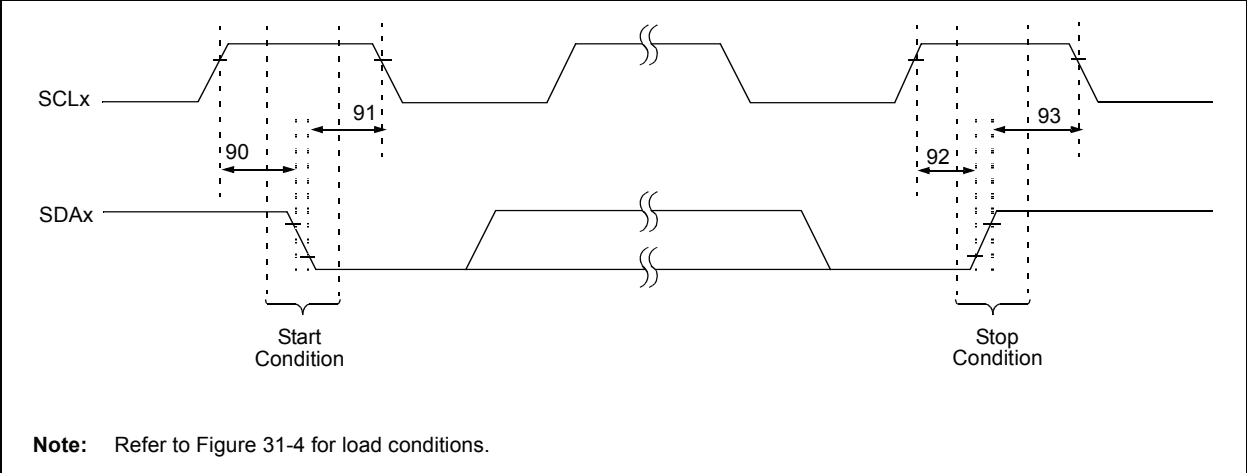 SCLx
91
93
90
92
SDAx
Start
Condition
Stop
Condition
Note: Refer to Figure 31-4 for load conditions.